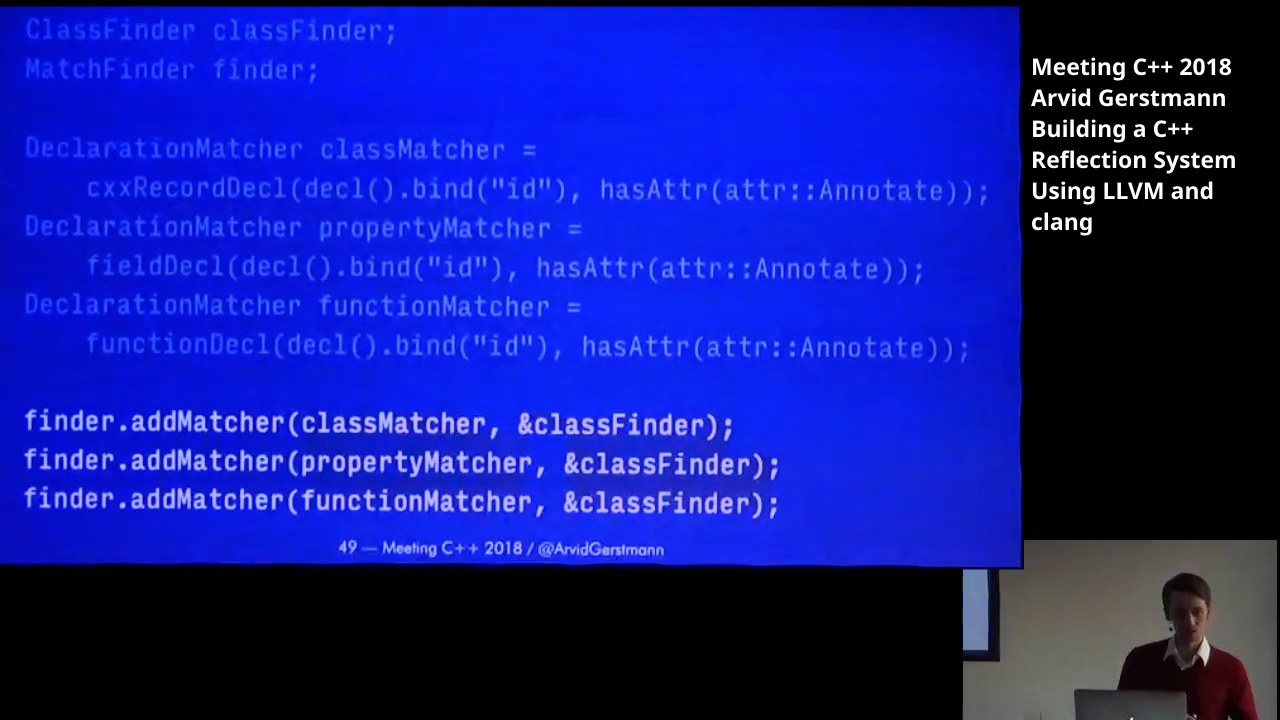 ClassFinder classFinder;
MatchFinder finder;
DeclarationMatcher classMatcher =
cxxRecordDecl(decl().bind("id"), hasAttr(attr::Annotate));
DeclarationMatcher propertyMatcher =
fieldDecl(decl().bind("id"), hasAttr(attr::Annotate));
DeclarationMatcher functionMatcher =
functionDecl(decl().bind("id"), hasAttr(attr::Annotate));
finder.addMatcher(classMatcher, &classFinder);
finder.addMatcher(propertyMatcher, &classFinder);
finder.addMatcher(functionMatcher, &classFinder);
49 — Meeting C++ 2018 / @ArvidGerstmann
Meeting C++ 2018
Arvid Gerstmann
Building a C++
Reflection System
Using LLVM and
clang